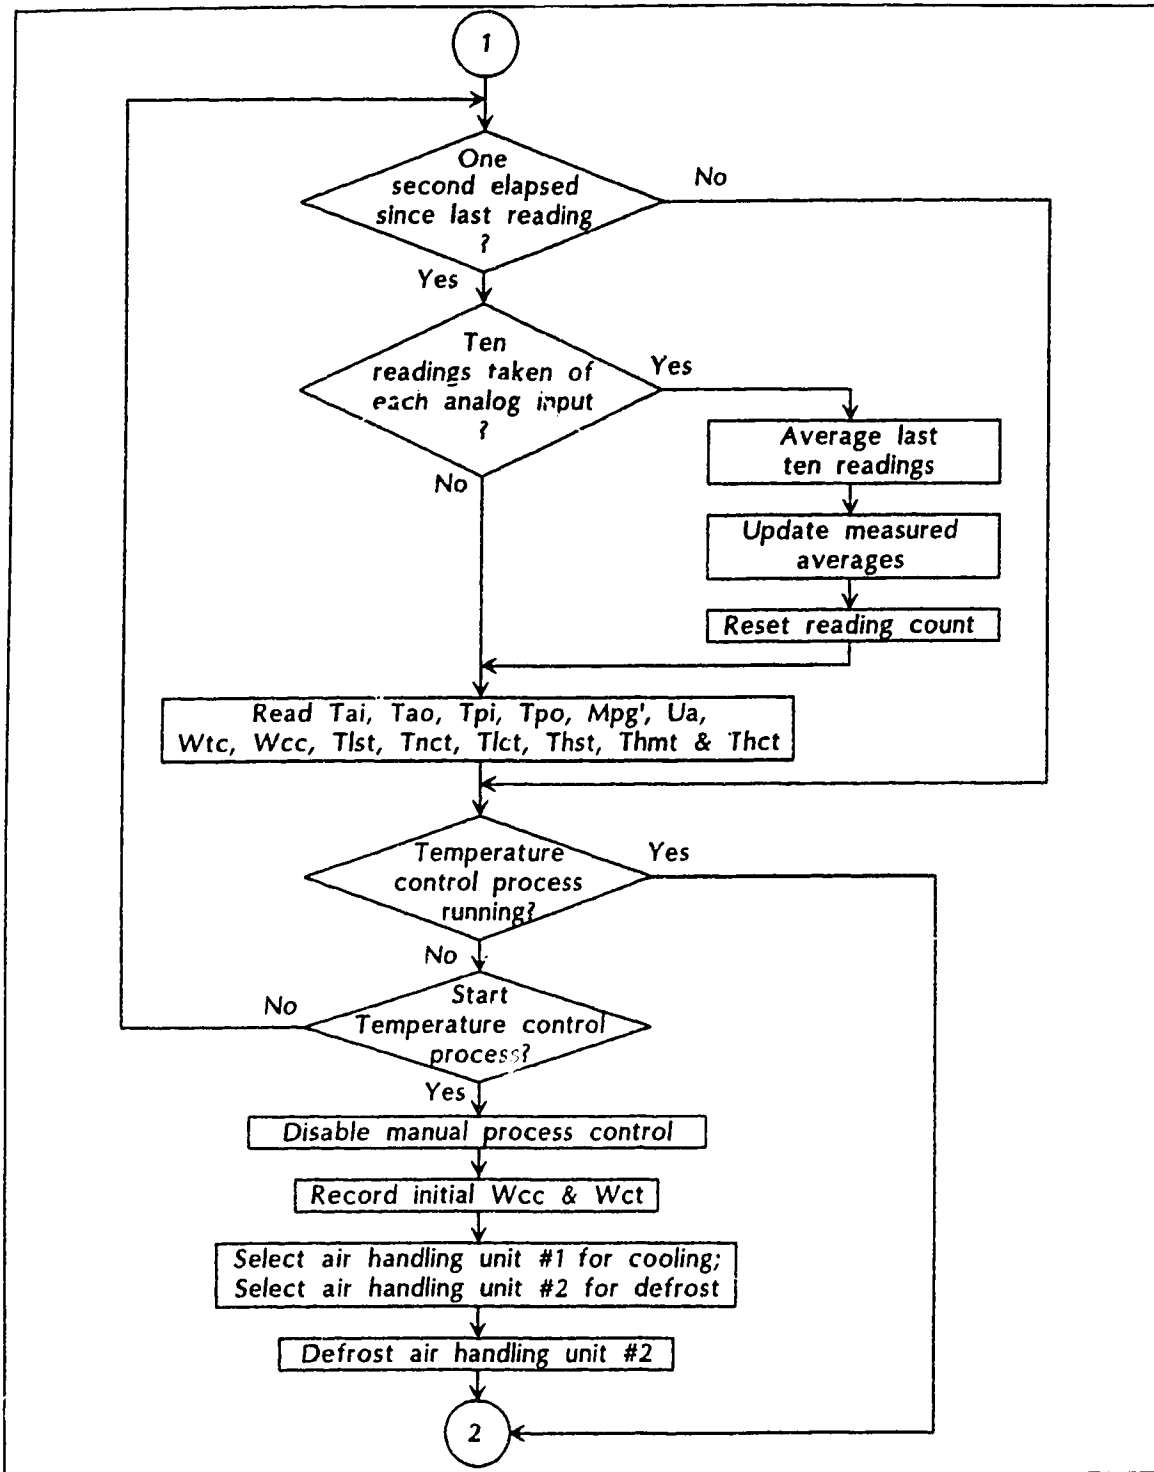 1
One
second elapsed
since last reading
?
No
Yes
Ten
readings taken of
each analog input
?
Yes
No
Average last
ten readings
Update measured
averages
Reset reading count
Read Tai, Tao, Tpi, Tpo, Mpg', Ua,
Wtc, Wcc, Tlst, Tnct, Tlct, Thst, Thmt & Thct
Temperature
control process
running?
Yes
No
Start
Temperature control
process?
No
Yes
Disable manual process control
Record initial Wcc & Wct
Select air handling unit #1 for cooling;
Select air handling unit #2 for defrost
Defrost air handling unit #2
2